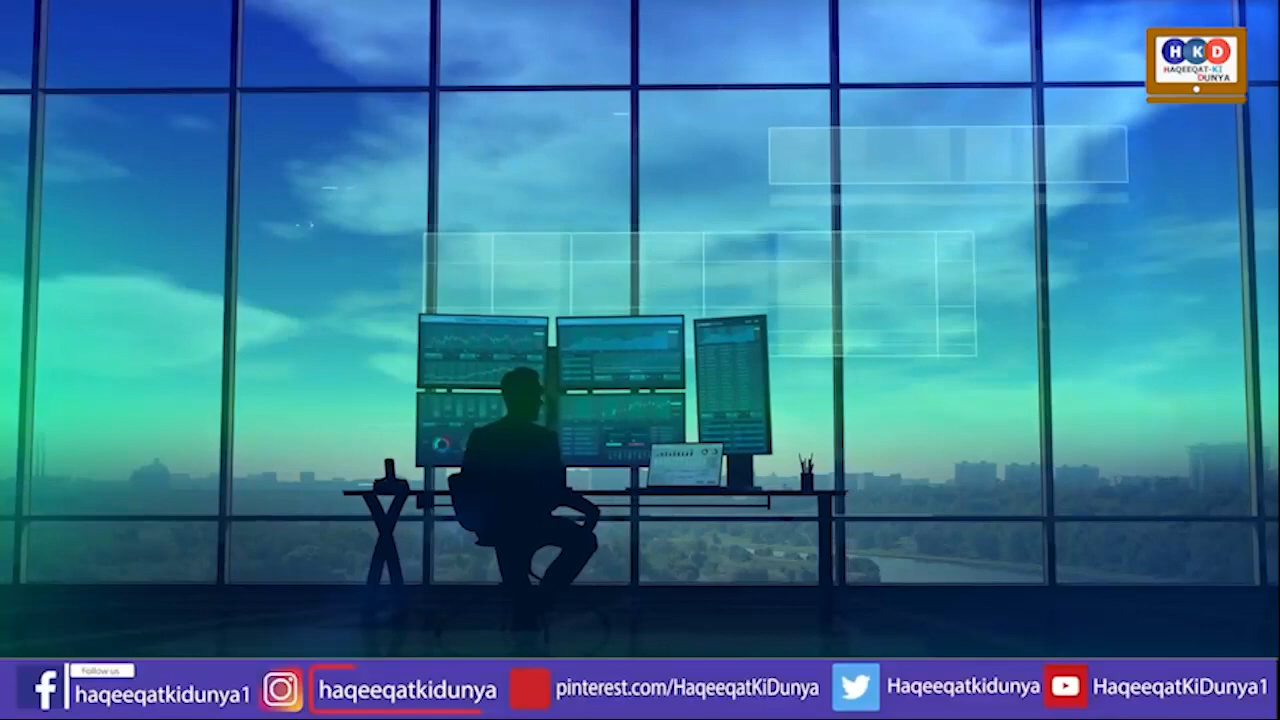 HKD
HAQEEQAT-KI
DUNYA
Follow us
haqeeqatkidunya1
haqeeqatkidunya
pinterest.com/HaqeeqatKiDunya
Haqeeqatkidunya
HaqeeqatKiDunya1